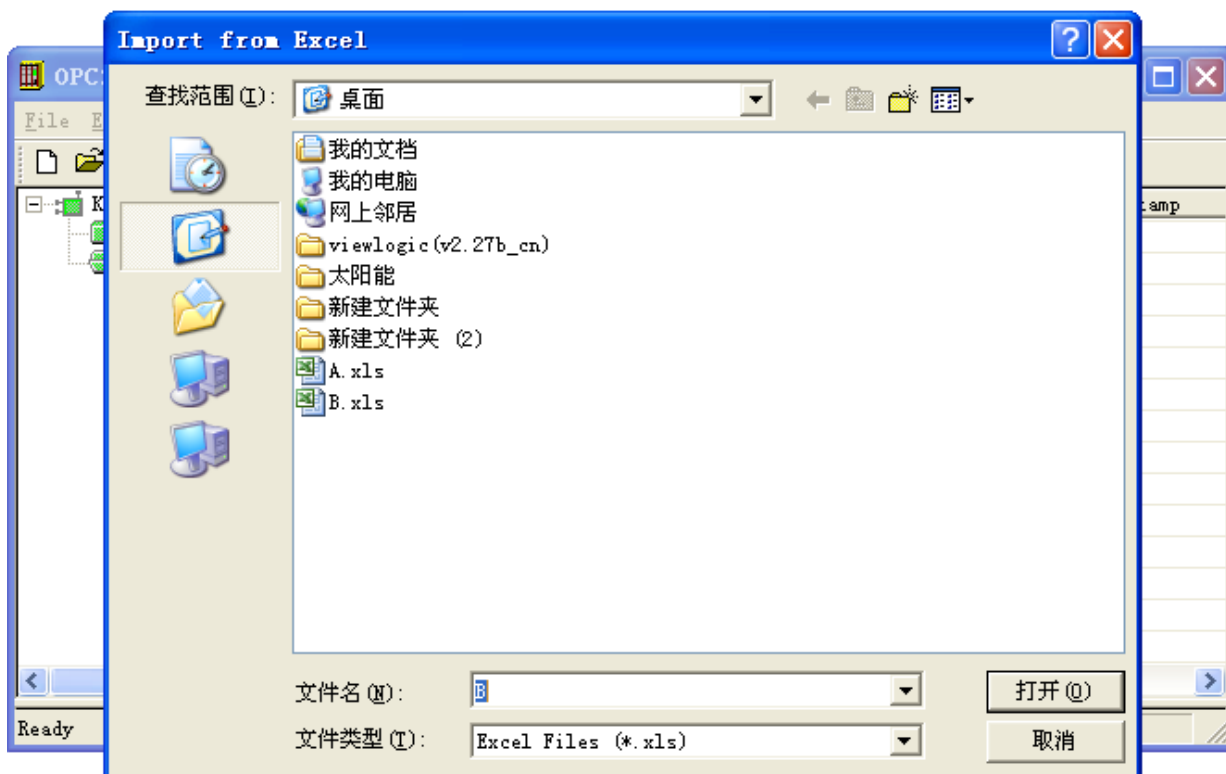 Import from Excel
OPC
File E
查找范围(I):
桌面
我的文档
我的电脑
K
amp
网上邻居
viewlogic(v2.27b_cn)
太阳能
新建文件夹
新建文件夹 (2)
A.xls
B.xls
文件名(N):
B
打开(O)
Ready
文件类型(T):
Excel Files (*.xls)
取消